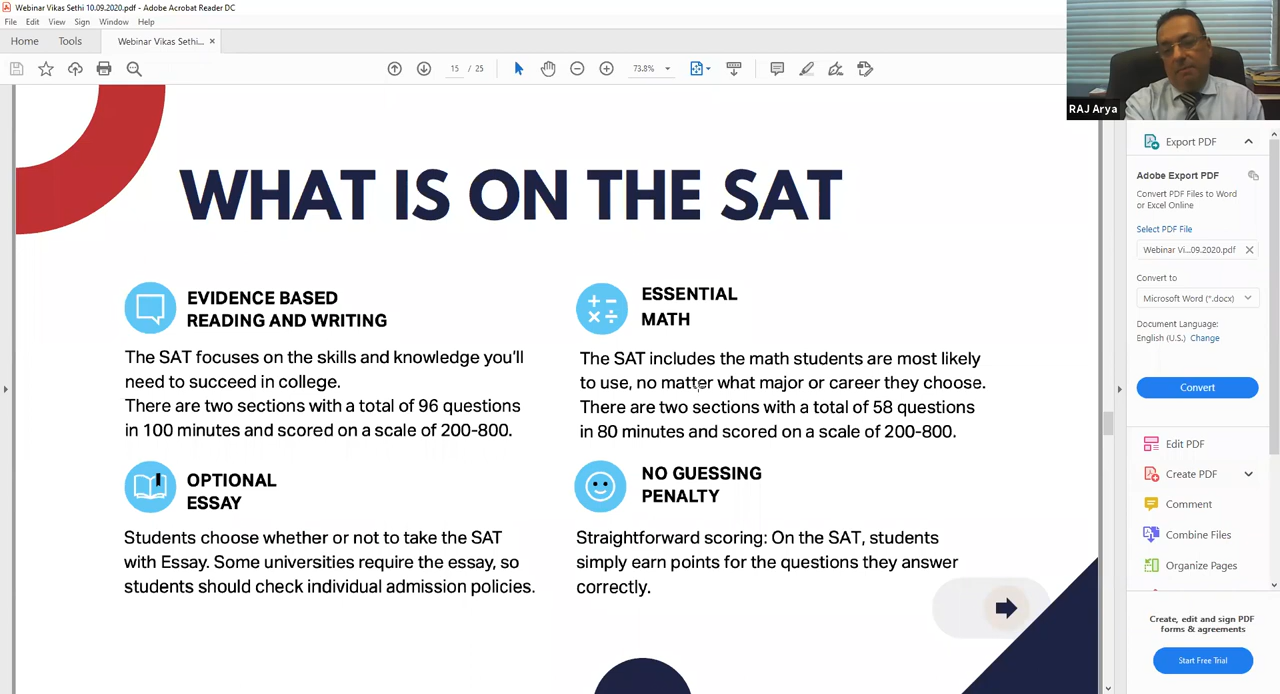 Webinar Vikas Sethi 10.09.2020.pdf - Adobe Acrobat Reader DC
File Edit View Sign Window Help
Home Tools Webinar Vikas Sethi... ×
15 / 25 73.8%
RAJ Arya
WHAT IS ON THE SAT
EVIDENCE BASED
READING AND WRITING
The SAT focuses on the skills and knowledge you'll
need to succeed in college.
There are two sections with a total of 96 questions
in 100 minutes and scored on a scale of 200-800.
ESSENTIAL
MATH
The SAT includes the math students are most likely
to use, no matter what major or career they choose.
There are two sections with a total of 58 questions
in 80 minutes and scored on a scale of 200-800.
OPTIONAL
ESSAY
Students choose whether or not to take the SAT
with Essay. Some universities require the essay, so
students should check individual admission policies.
NO GUESSING
PENALTY
Straightforward scoring: On the SAT, students
simply earn points for the questions they answer
correctly.
Export PDF
Adobe Export PDF
Convert PDF Files to Word
or Excel Online
Select PDF File
Webinar Vi...09.2020.pdf
Convert to
Microsoft Word (*.docx)
Document Language:
English (U.S.) Change
Convert
Edit PDF
Create PDF
Comment
Combine Files
Organize Pages
Create, edit and sign PDF
forms & agreements
Start Free Trial